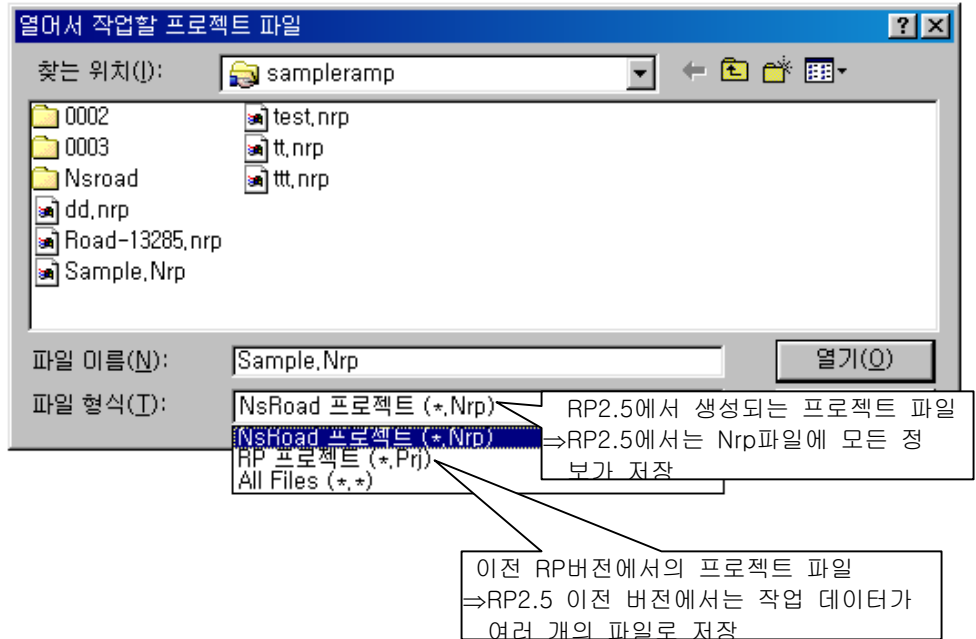 열어서 작업할 프로젝트 파일
찾는 위치(I):
sampleramp
0002
0003
Nsroad
dd.nrp
Road-13285.nrp
Sample.Nrp
test.nrp
tt.nrp
ttt.nrp
파일 이름(N):
Sample.Nrp
열기(O)
파일 형식(T):
NsRoad 프로젝트 (*.Nrp)
NsRoad 프로젝트 (*.Nrp)
RP 프로젝트 (*.Prj)
All Files (*.*)
RP2.5에서 생성되는 프로젝트 파일
⇒RP2.5에서는 Nrp파일에 모든 정
보가 저장
이전 RP버전에서의 프로젝트 파일
⇒RP2.5 이전 버전에서는 작업 데이터가
여러 개의 파일로 저장